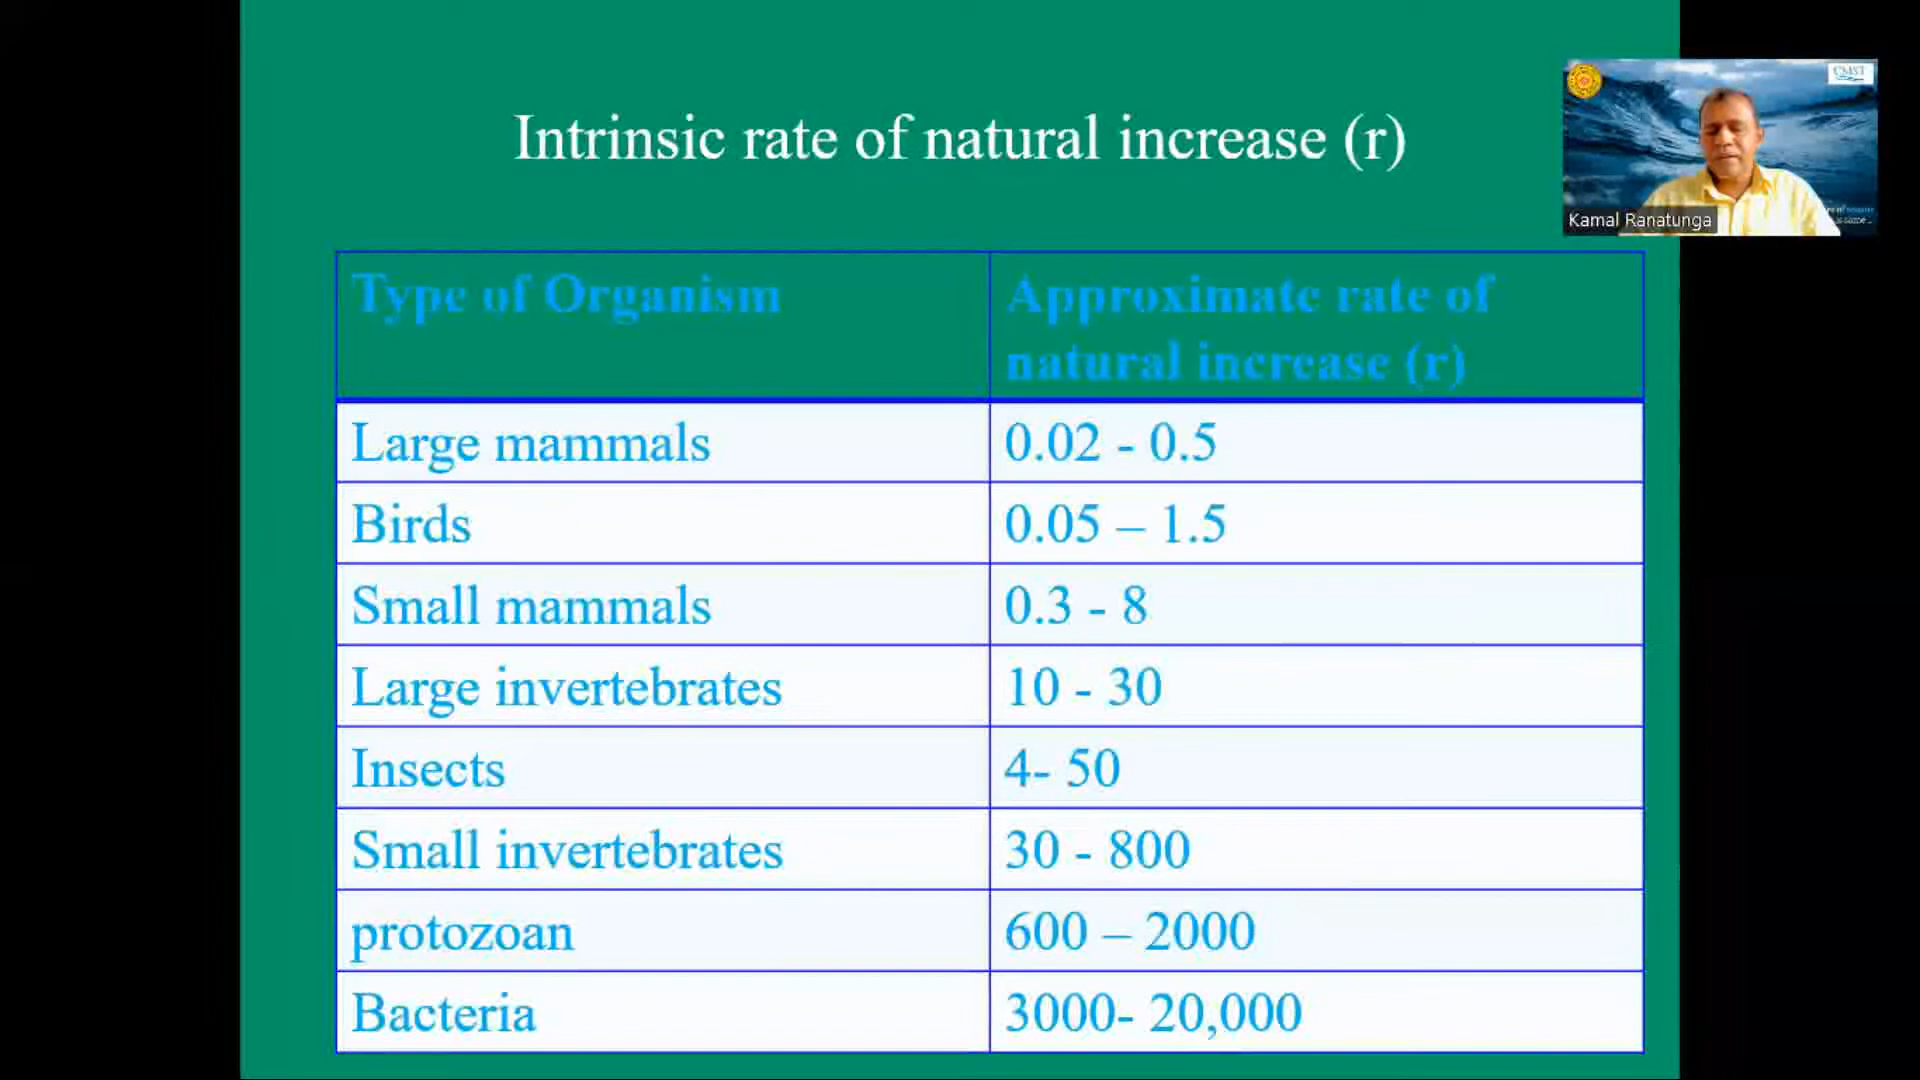 Intrinsic rate of natural increase (r)
CMST
Kamal Ranatunga
Type of Organism
Approximate rate of
natural increase (r)
Large mammals
0.02 - 0.5
Birds
0.05 – 1.5
Small mammals
0.3 - 8
Large invertebrates
10 - 30
Insects
4- 50
Small invertebrates
30 - 800
protozoan
600 – 2000
Bacteria
3000- 20,000